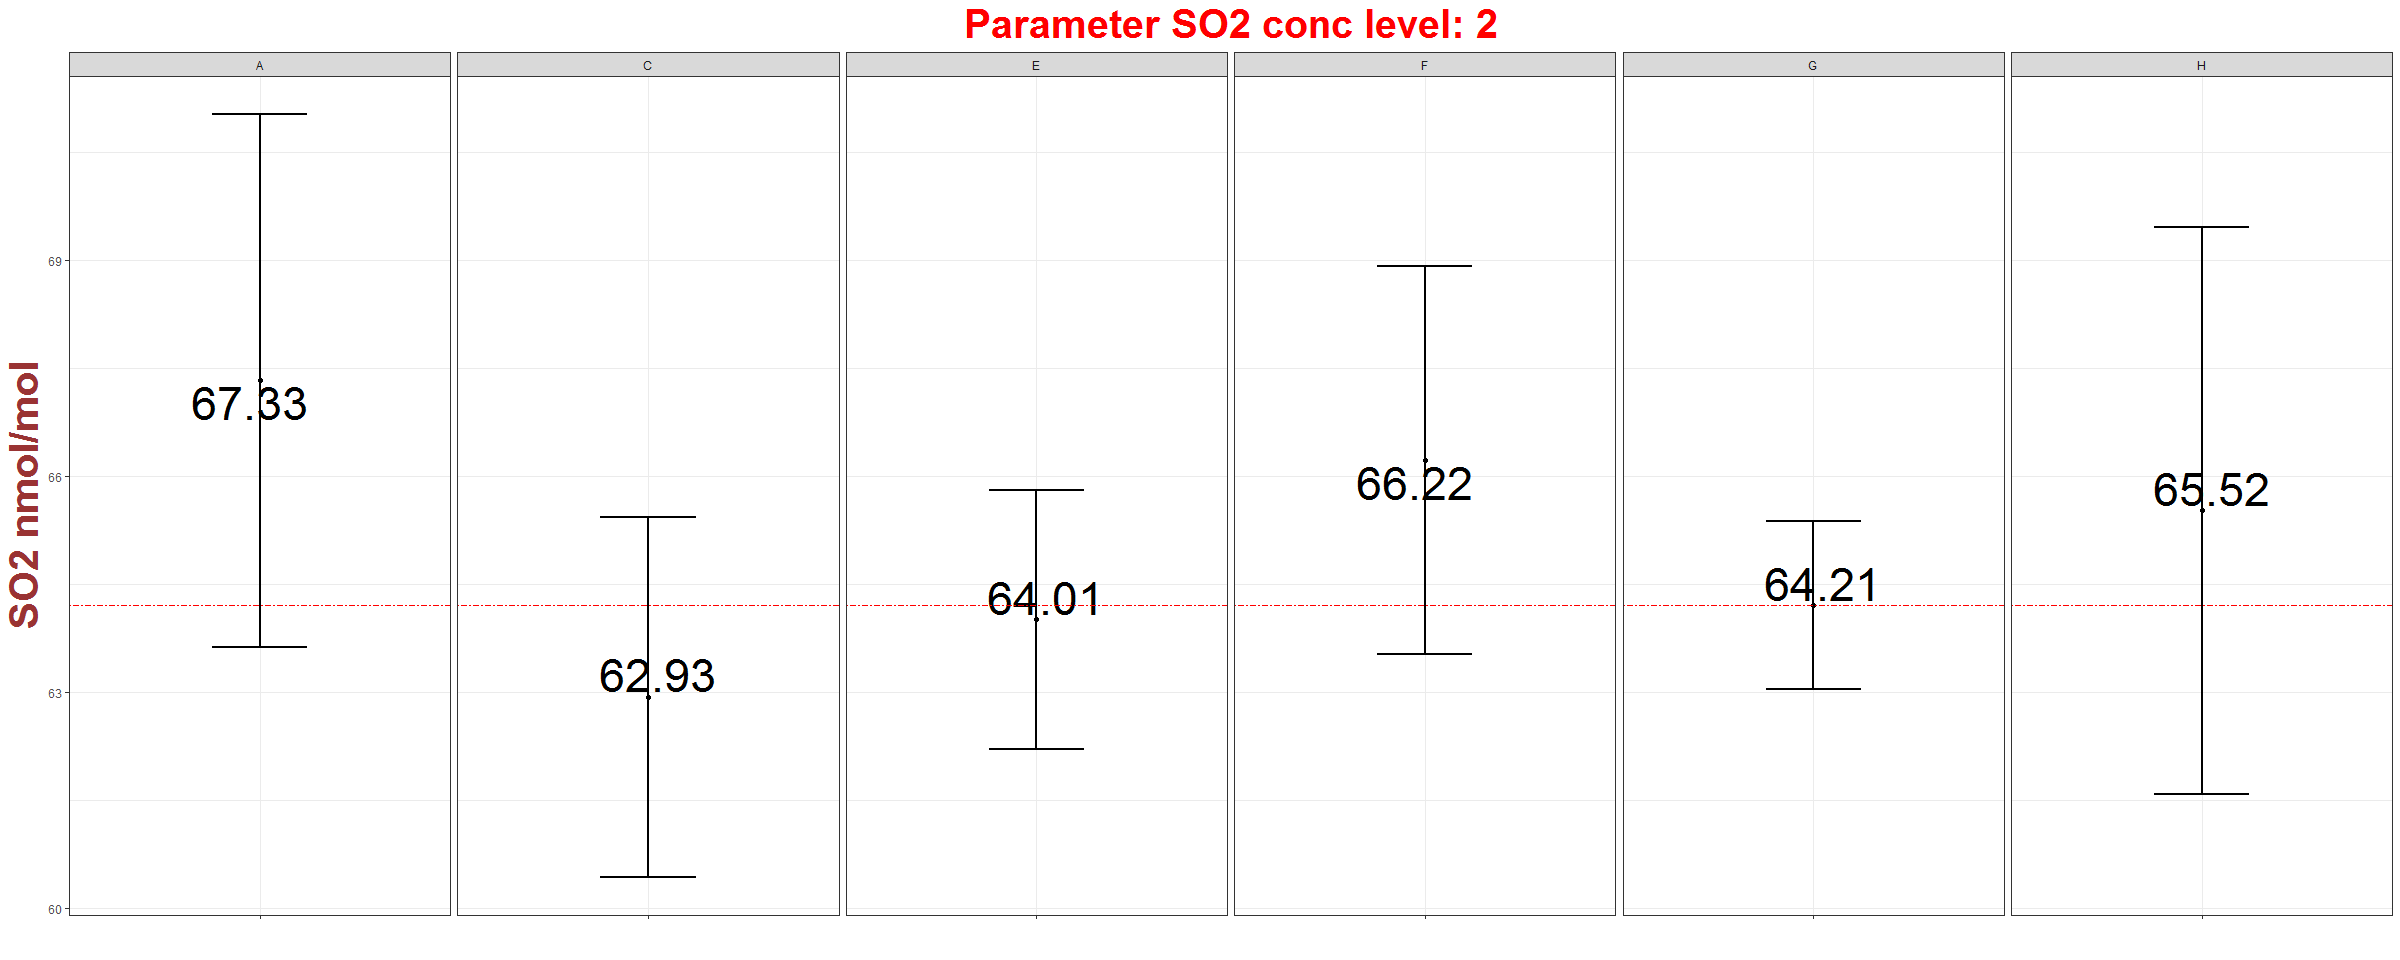 Parameter SO2 conc level: 2
A
C
E
F
G
H
SO2 nmol/mol
69
66
63
60
67.33
62.93
64.01
66.22
64.21
65.52